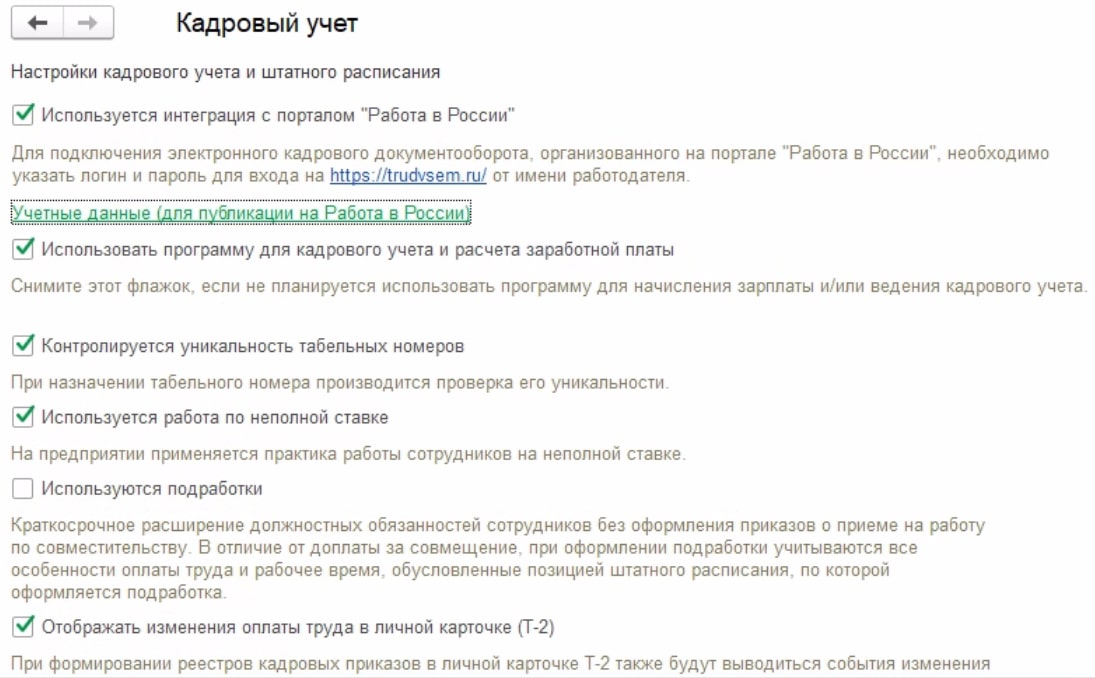 Кадровый учет
Настройки кадрового учета и штатного расписания
Используется интеграция с порталом "Работа в России"
Для подключения электронного кадрового документооборота, организованного на портале "Работа в России", необходимо
указать логин и пароль для входа на https://trudvsem.ru/ от имени работодателя.
Учетные данные (для публикации на Работа в России)
Использовать программу для кадрового учета и расчета заработной платы
Снимите этот флажок, если не планируется использовать программу для начисления зарплаты и/или ведения кадрового учета.
Контролируется уникальность табельных номеров
При назначении табельного номера производится проверка его уникальности.
Используется работа по неполной ставке
На предприятии применяется практика работы сотрудников на неполной ставке.
Используются подработки
Краткосрочное расширение должностных обязанностей сотрудников без оформления приказов о приеме на работу
по совместительству. В отличие от доплаты за совмещение, при оформлении подработки учитываются все
особенности оплаты труда и рабочее время, обусловленные позицией штатного расписания, по которой
оформляется подработка.
Отображать изменения оплаты труда в личной карточке (Т-2)
При формировании реестров кадровых приказов в личной карточке Т-2 также будут выводиться события изменения